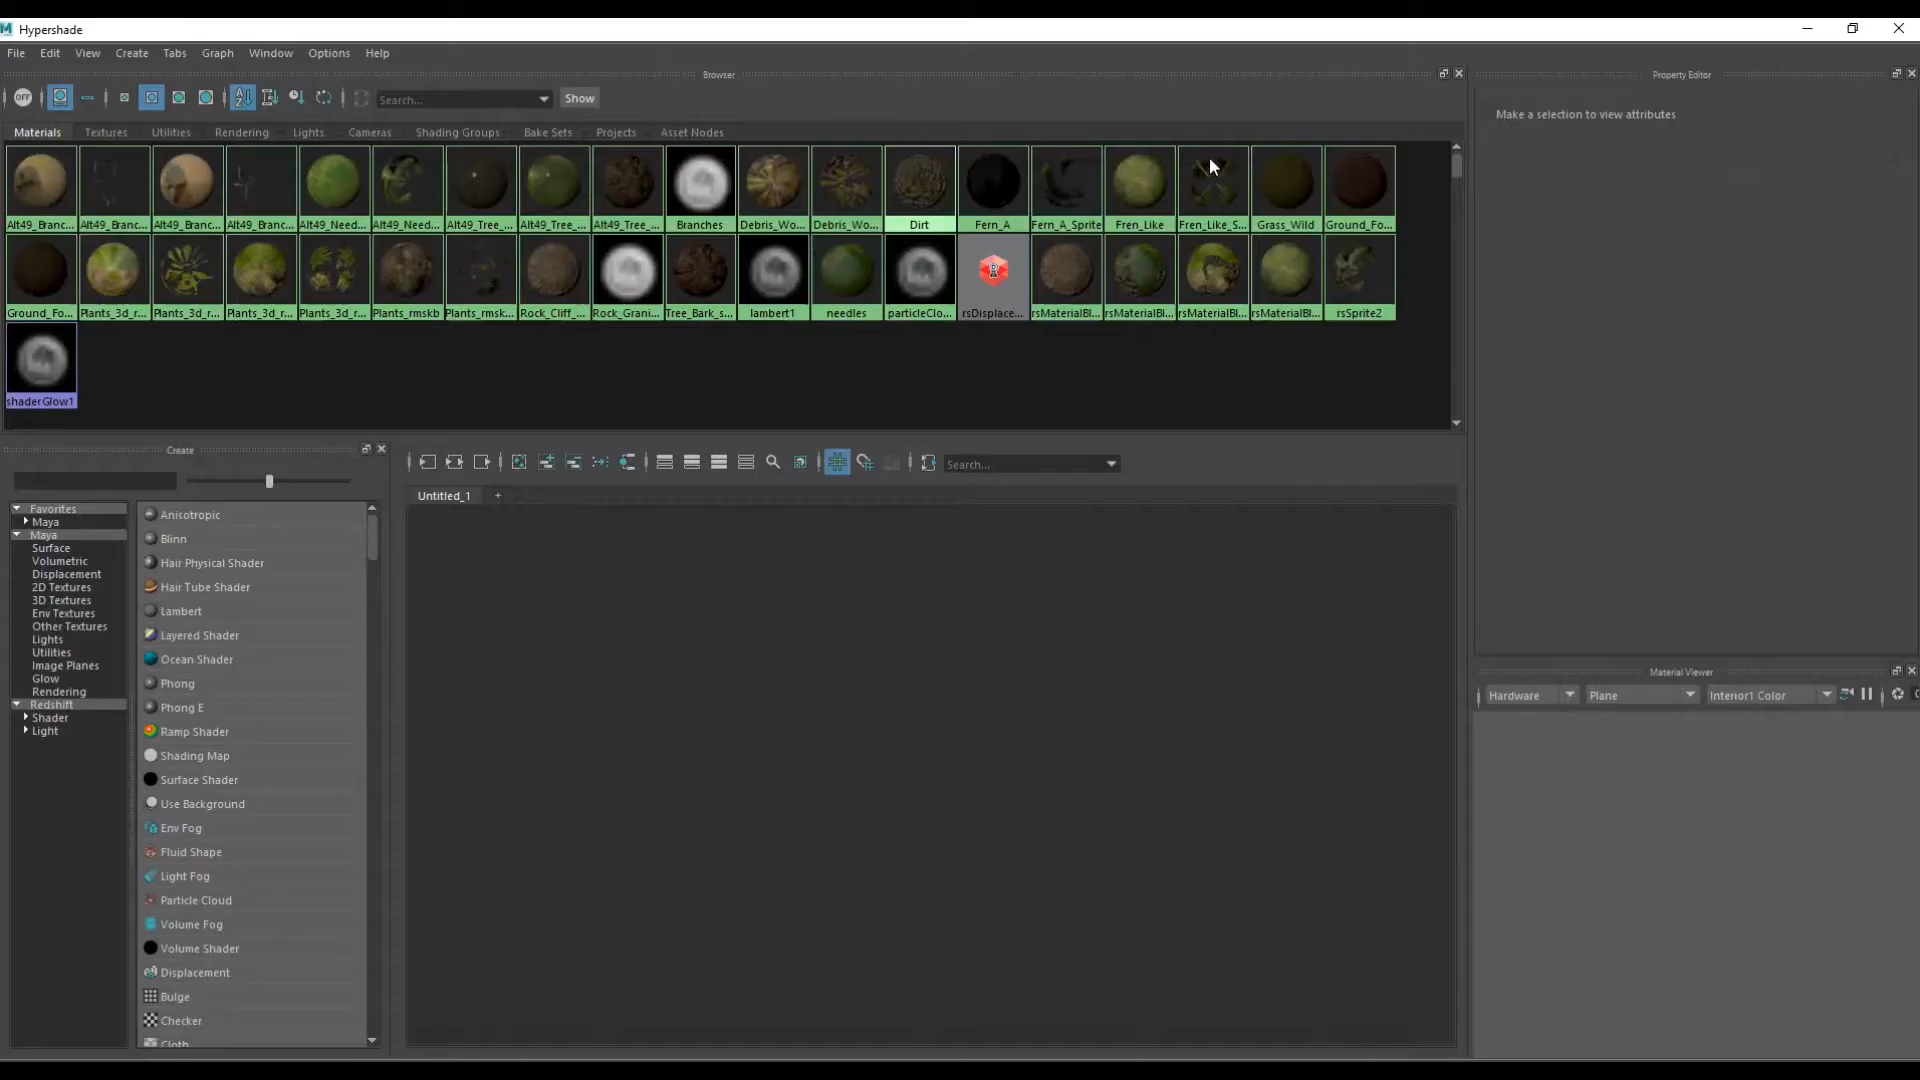 Hypershade
File Edit View Create Tabs Graph Window Options Help
Browser
Property Editor
OFF
Search...
Show
Make a selection to view attributes
Materials Textures Utilities Rendering Lights Cameras Shading Groups Bake Sets Projects Asset Nodes
Alt49_Branc... Alt49_Branc... Alt49_Branc... Alt49_Branc... Alt49_Need... Alt49_Need... Alt49_Tree_... Alt49_Tree_... Alt49_Tree_... Branches Debris_Wo... Debris_Wo... Dirt Fern_A Fern_A_Sprite Fren_Like Fren_Like_S... Grass_Wild Ground_Fo...
Ground_Fo... Plants_3d_r... Plants_3d_r... Plants_3d_r... Plants_3d_r... Plants_rmskb Plants_rmsk... Rock_Cliff_... Rock_Grani... Tree_Bark_s... lambert1 needles particleClo... rsDisplace... rsMaterialBl... rsMaterialBl... rsMaterialBl... rsMaterialBl... rsSprite2
shaderGlow1
Create
Search...
Untitled_1 +
Favorites
Maya
Maya
Surface
Volumetric
Displacement
2D Textures
3D Textures
Env Textures
Other Textures
Lights
Utilities
Image Planes
Glow
Rendering
Redshift
Shader
Light
Anisotropic
Blinn
Hair Physical Shader
Hair Tube Shader
Lambert
Layered Shader
Ocean Shader
Phong
Phong E
Ramp Shader
Shading Map
Surface Shader
Use Background
Env Fog
Fluid Shape
Light Fog
Particle Cloud
Volume Fog
Volume Shader
Displacement
Bulge
Checker
Cloth
Material Viewer
Hardware Plane Interior1 Color